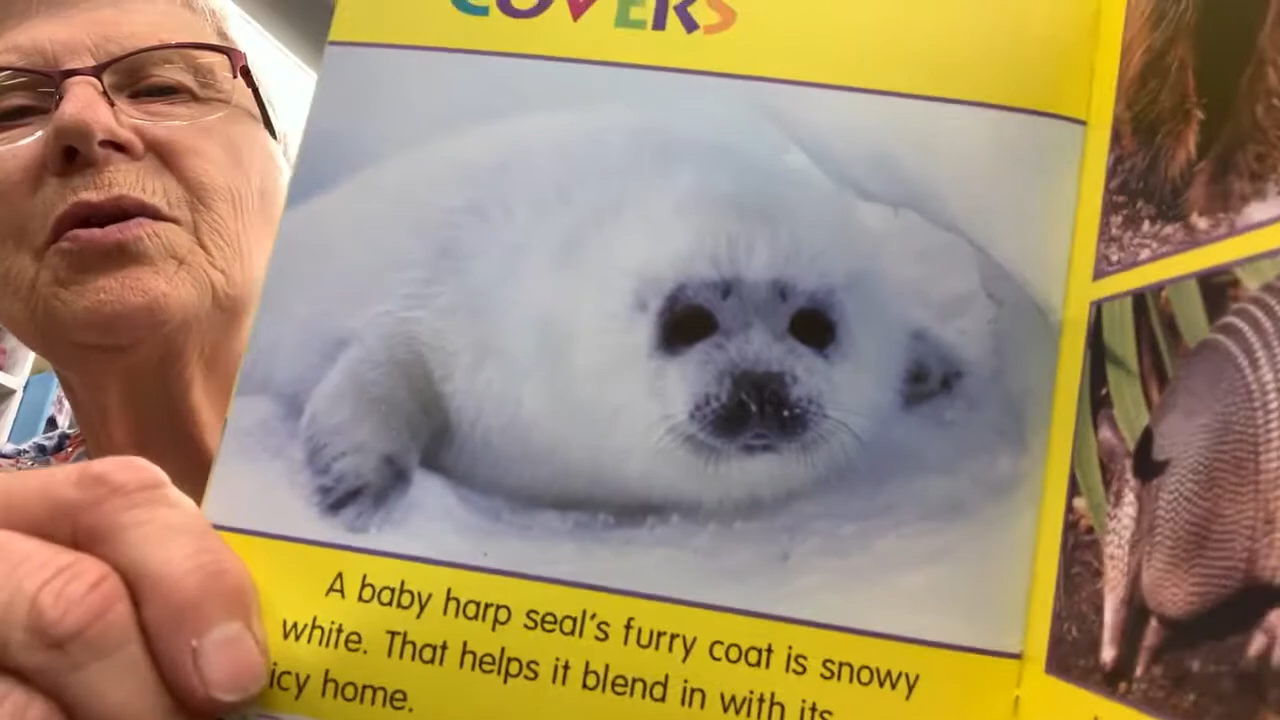 COVERS
A baby harp seal's furry coat is snowy
white. That helps it blend in with its
icy home.